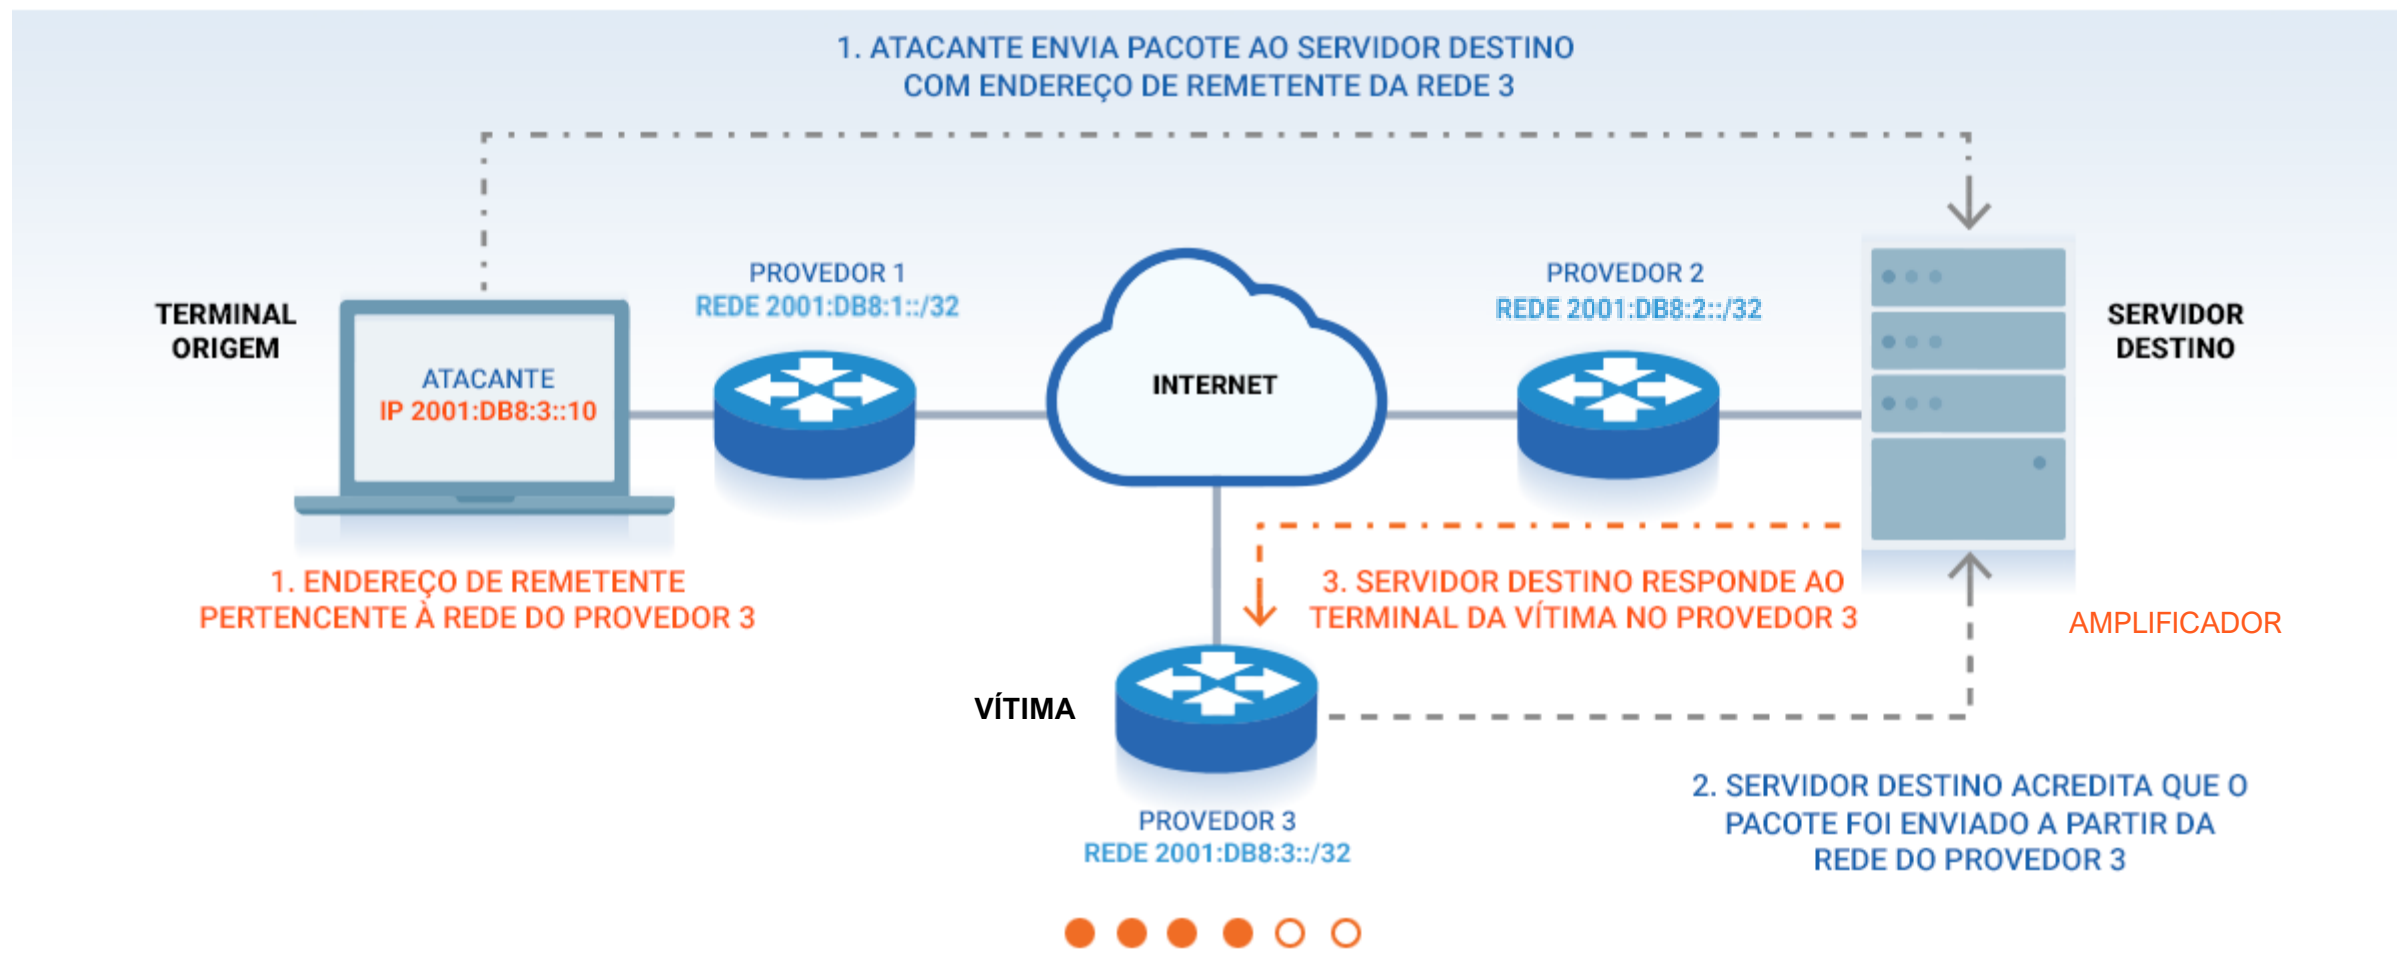 1. ATACANTE ENVIA PACOTE AO SERVIDOR DESTINO
COM ENDEREÇO DE REMETENTE DA REDE 3
TERMINAL
ORIGEM
ATACANTE
IP 2001:DB8:3::10
PROVEDOR 1
REDE 2001:DB8:1::/32
INTERNET
PROVEDOR 2
REDE 2001:DB8:2::/32
SERVIDOR
DESTINO
1. ENDEREÇO DE REMETENTE
PERTENCENTE À REDE DO PROVEDOR 3
3. SERVIDOR DESTINO RESPONDE AO
TERMINAL DA VÍTIMA NO PROVEDOR 3
AMPLIFICADOR
VÍTIMA
PROVEDOR 3
REDE 2001:DB8:3::/32
2. SERVIDOR DESTINO ACREDITA QUE O
PACOTE FOI ENVIADO A PARTIR DA
REDE DO PROVEDOR 3